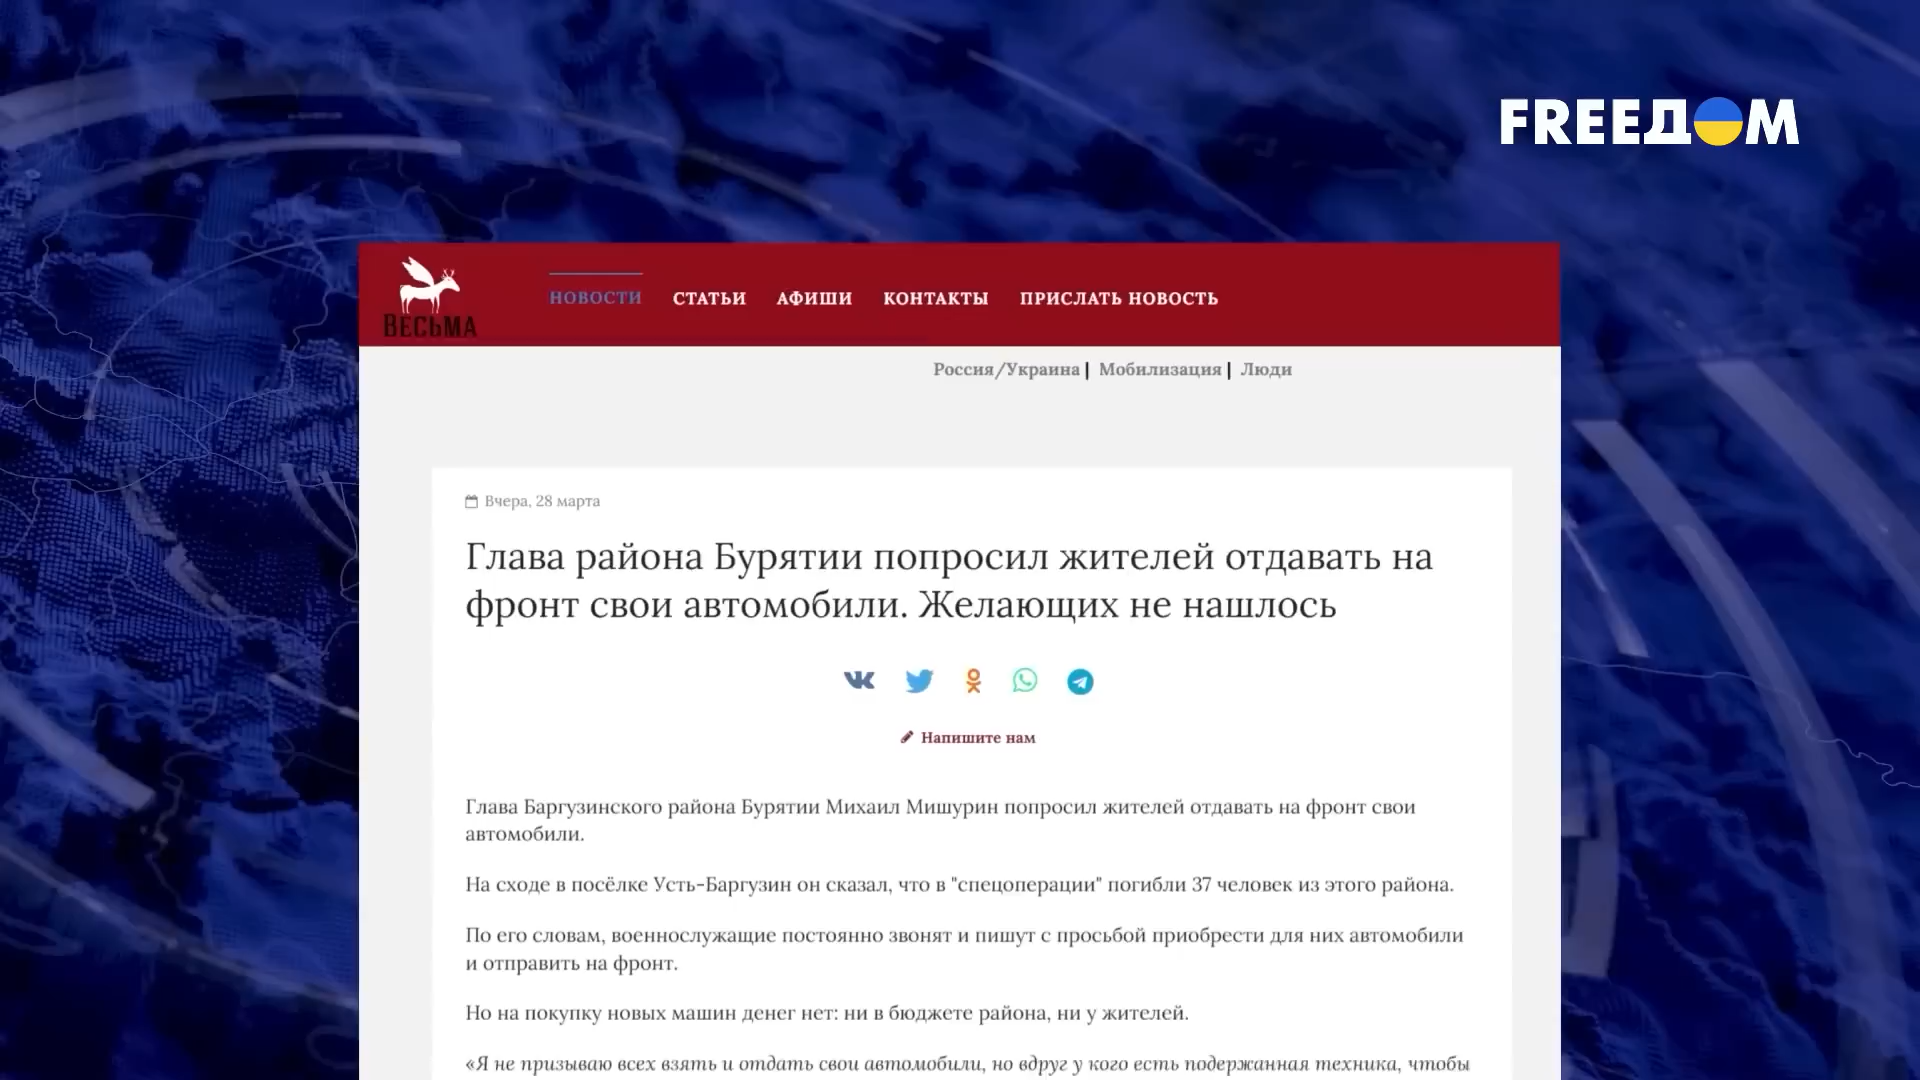 FREEДOM
ВЕСЬМА
НОВОСТИ СТАТЬИ АФИШИ КОНТАКТЫ ПРИСЛАТЬ НОВОСТЬ
Россия/Украина | Мобилизация | Люди
Вчера, 28 марта
Глава района Бурятии попросил жителей отдавать на
фронт свои автомобили. Желающих не нашлось
Напишите нам
Глава Баргузинского района Бурятии Михаил Мишурин попросил жителей отдавать на фронт свои
автомобили.
На сходе в посёлке Усть-Баргузин он сказал, что в "спецоперации" погибли 37 человек из этого района.
По его словам, военнослужащие постоянно звонят и пишут с просьбой приобрести для них автомобили
и отправить на фронт.
Но на покупку новых машин денег нет: ни в бюджете района, ни у жителей.
«Я не призываю всех взять и отдать свои автомобили, но вдруг у кого есть подержанная техника, чтобы